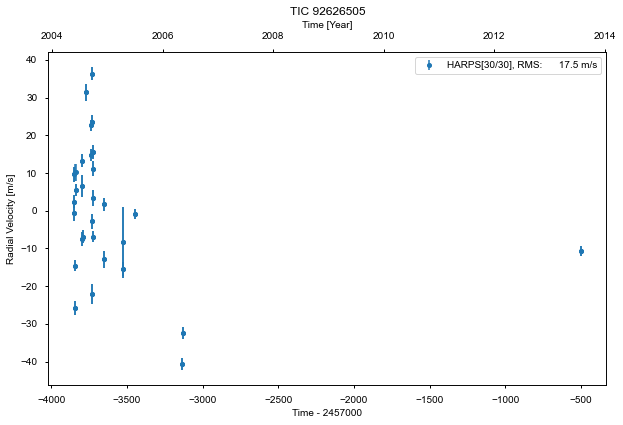 TIC 92626505
Time [Year]
2004 2006 2008 2010 2012 2014
HARPS[30/30], RMS: 17.5 m/s
40
30
20
10
0
−10
−20
−30
−40
Radial Velocity [m/s]
−4000 −3500 −3000 −2500 −2000 −1500 −1000 −500
Time - 2457000